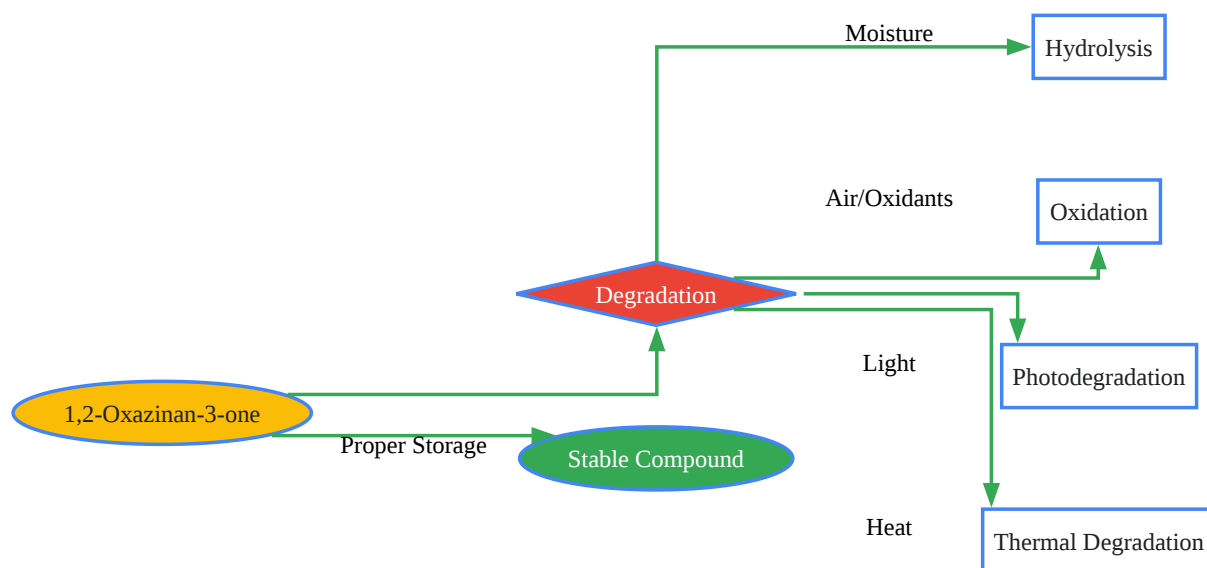 Moisture
Hydrolysis
Air/Oxidants
Oxidation
Degradation
Light
Photodegradation
1,2-Oxazinan-3-one
Proper Storage
Stable Compound
Heat
Thermal Degradation